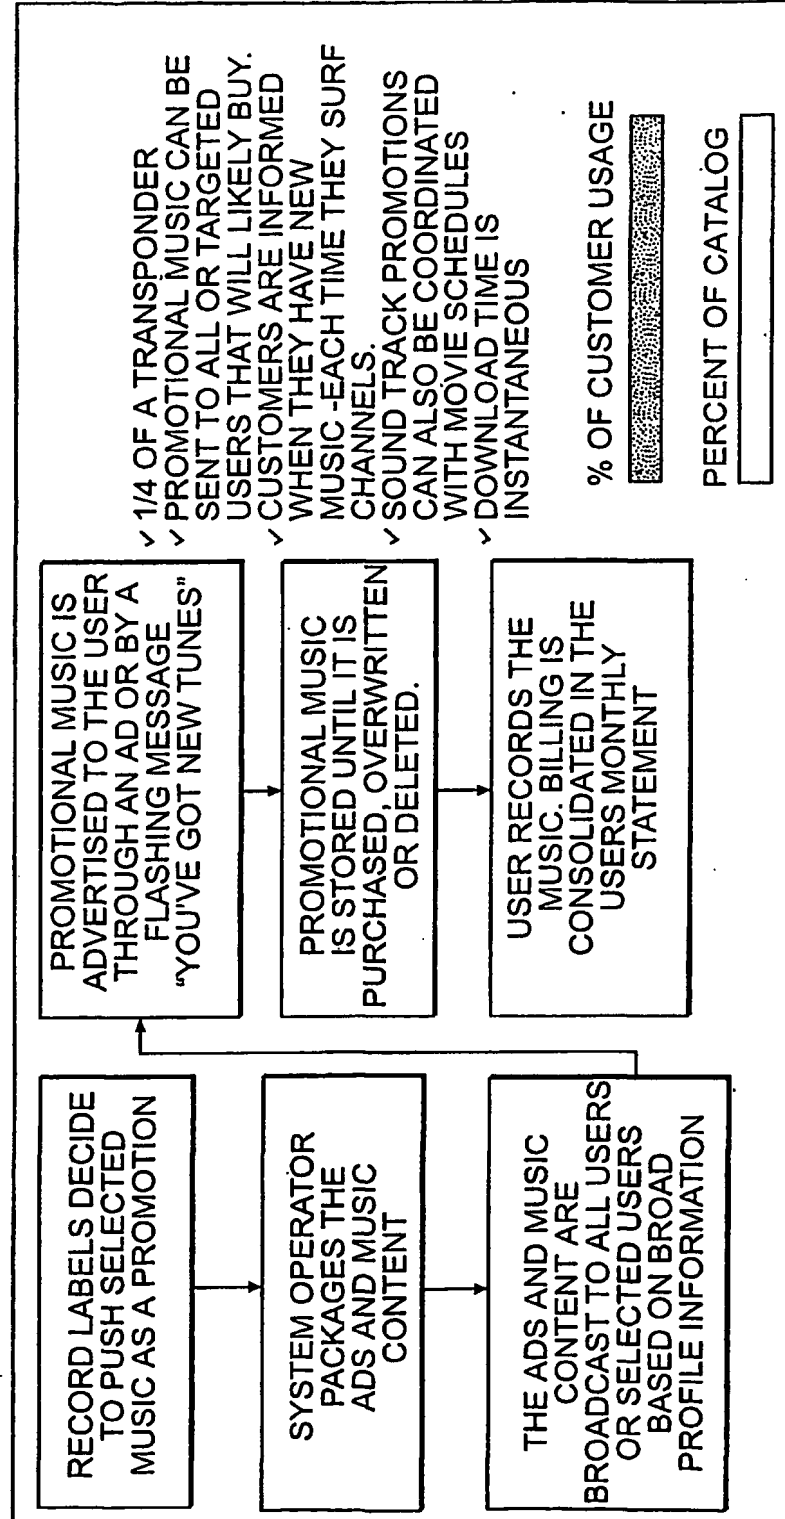 RECORD LABELS DECIDE
TO PUSH SELECTED
MUSIC AS A PROMOTION
SYSTEM OPERATOR
PACKAGES THE
ADS AND MUSIC
CONTENT
THE ADS AND MUSIC
CONTENT ARE
BROADCAST TO ALL USERS
OR SELECTED USERS
BASED ON BROAD
PROFILE INFORMATION
PROMOTIONAL MUSIC IS
ADVERTISED TO THE USER
THROUGH AN AD OR BY A
FLASHING MESSAGE
“YOU'VE GOT NEW TUNES”
PROMOTIONAL MUSIC
IS STORED UNTIL IT IS
PURCHASED, OVERWRITTEN
OR DELETED.
USER RECORDS THE
MUSIC. BILLING IS
CONSOLIDATED IN THE
USERS MONTHLY
STATEMENT
✓ 1/4 OF A TRANSPONDER
✓ PROMOTIONAL MUSIC CAN BE
SENT TO ALL OR TARGETED
USERS THAT WILL LIKELY BUY.
✓ CUSTOMERS ARE INFORMED
WHEN THEY HAVE NEW
MUSIC -EACH TIME THEY SURF
CHANNELS.
✓ SOUND TRACK PROMOTIONS
CAN ALSO BE COORDINATED
WITH MOVIE SCHEDULES
✓ DOWNLOAD TIME IS
INSTANTANEOUS
% OF CUSTOMER USAGE
PERCENT OF CATALOG